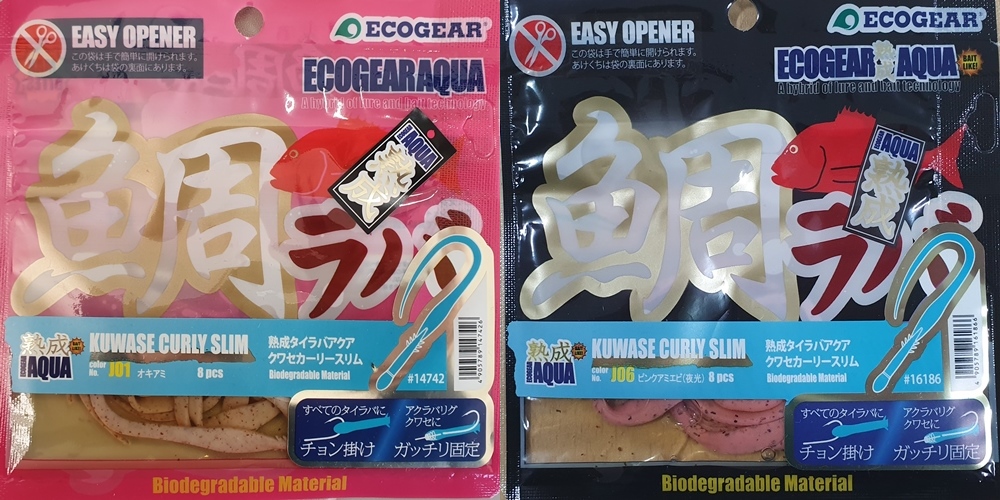 EASY OPENER
この袋は手で簡単に開けられます。
あけくちは袋の裏面にあります。
ECOGEAR®
ECOGEARAQUA
A hybrid of lure and bait technology
鯛ラバ
AQUA
熟成
熟成
BAIT LIKE!
AQUA
KUWASE CURLY SLIM
color No. J01 オキアミ 8 pcs
熟成タイラバアクア
クワセカーリースリム
Biodegradable Material
#14742
4 905789 147426
すべてのタイラバに
チョン掛け
アクラバリグ
クワセに
ガッチリ固定
Biodegradable Material
EASY OPENER
この袋は手で簡単に開けられます。
あけくちは袋の裏面にあります。
ECOGEAR®
ECOGEAR熟成AQUA
BAIT LIKE!
A hybrid of lure and bait technology
鯛ラバ
AQUA
熟成
熟成
AQUA
KUWASE CURLY SLIM
color No. J06 ピンクアミエビ(夜光) 8 pcs
熟成タイラバアクア
クワセカーリースリム
Biodegradable Material
#16186
4 905789 161866
すべてのタイラバに
チョン掛け
アクラバリグ
クワセに
ガッチリ固定
Biodegradable Material